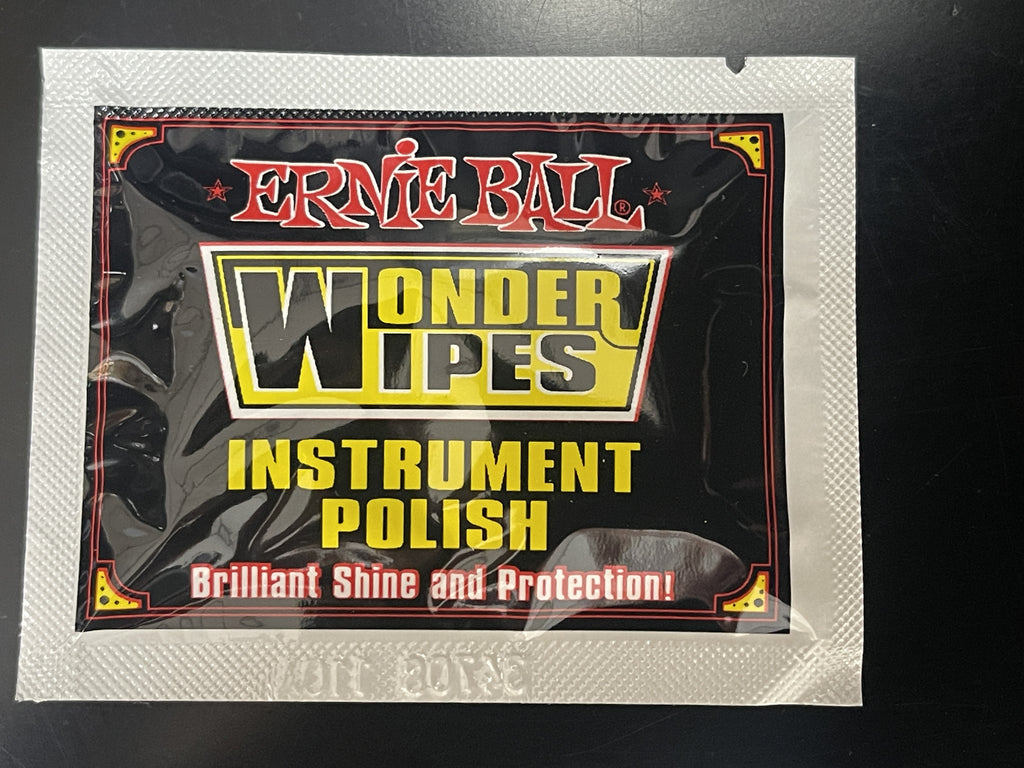 ERNiE BALL®
WONDER
WIPES
INSTRUMENT
POLISH
Brilliant Shine and Protection!